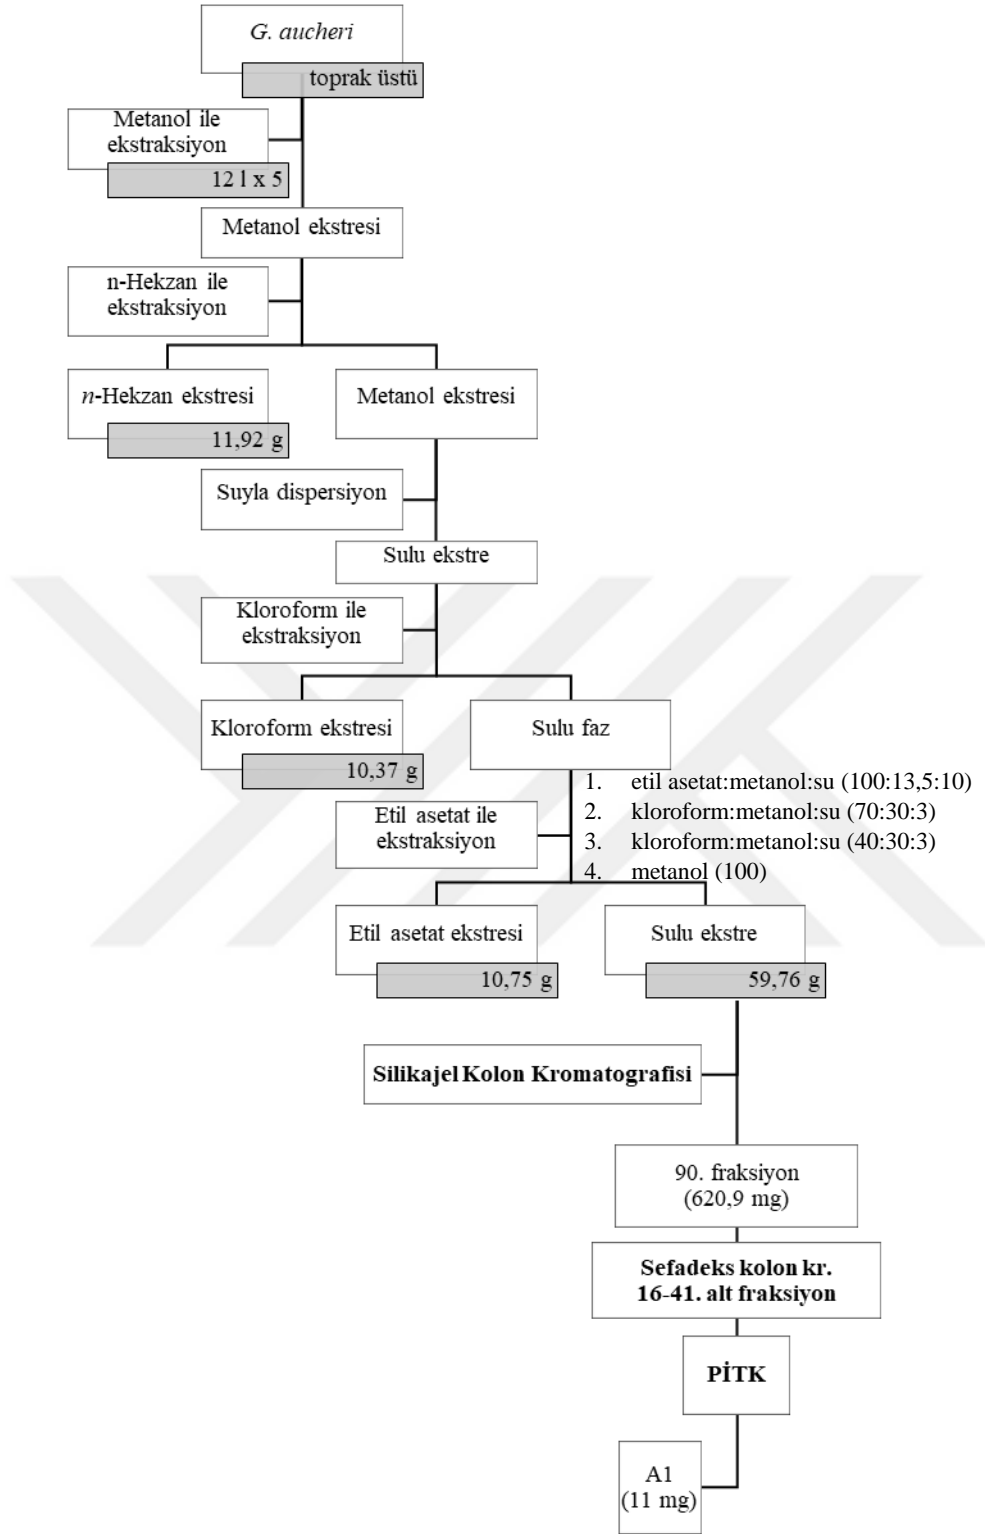 G. aucheri
toprak üstü
Metanol ile
ekstraksiyon
12 l x 5
Metanol ekstresi
n-Hekzan ile
ekstraksiyon
n-Hekzan ekstresi
11,92 g
Metanol ekstresi
Suyla dispersiyon
Sulu ekstre
Kloroform ile
ekstraksiyon
Kloroform ekstresi
10,37 g
Sulu faz
1. etil asetat:metanol:su (100:13,5:10)
2. kloroform:metanol:su (70:30:3)
3. kloroform:metanol:su (40:30:3)
4. metanol (100)
Etil asetat ile
ekstraksiyon
Etil asetat ekstresi
10,75 g
Sulu ekstre
59,76 g
Silikajel Kolon Kromatografisi
90. fraksiyon
(620,9 mg)
Sefadeks kolon kr.
16-41. alt fraksiyon
PİTK
A1
(11 mg)